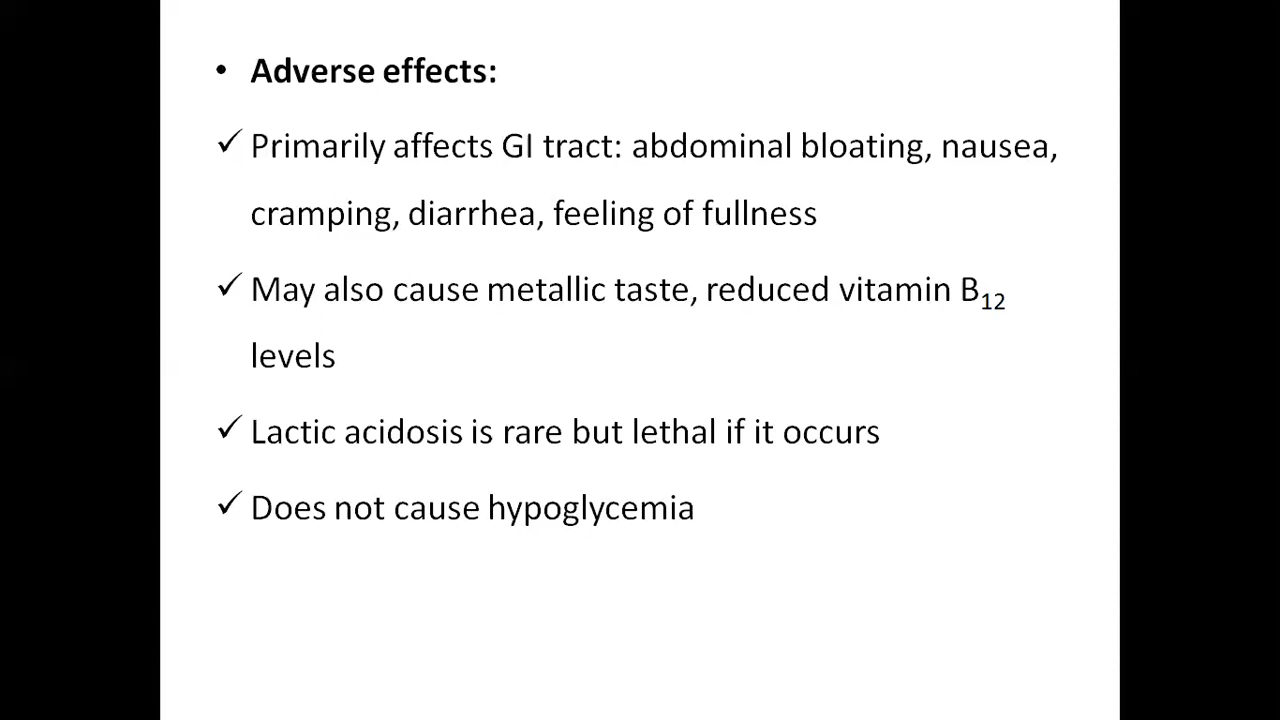 • Adverse effects:
✓ Primarily affects GI tract: abdominal bloating, nausea,
cramping, diarrhea, feeling of fullness
✓ May also cause metallic taste, reduced vitamin B₁₂
levels
✓ Lactic acidosis is rare but lethal if it occurs
✓ Does not cause hypoglycemia